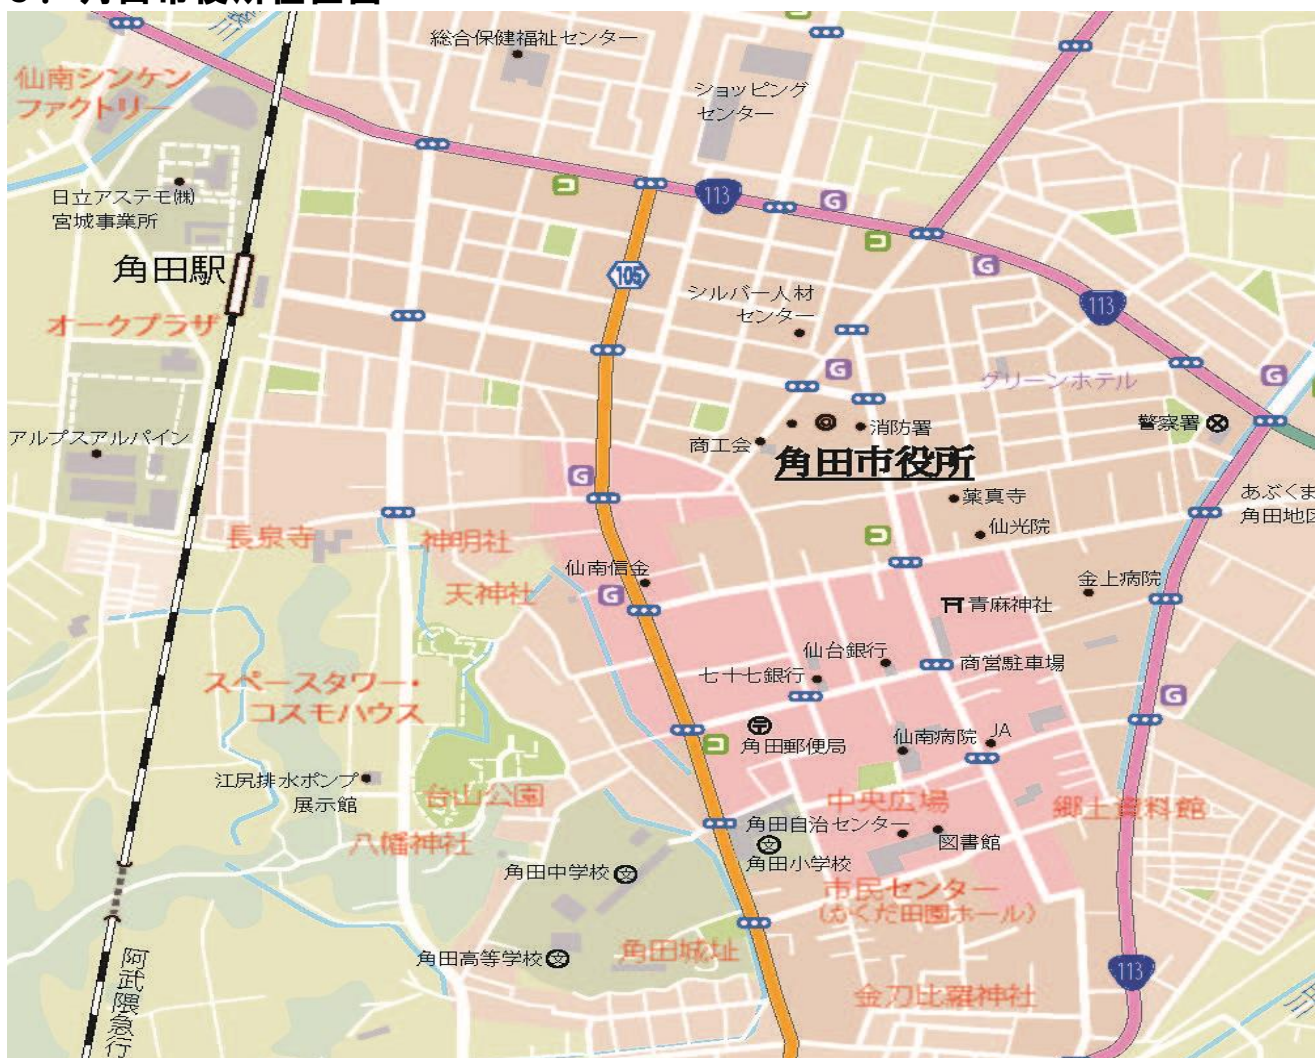 総合保健福祉センター
仙南シンケン
ファクトリー
ショッピング
センター
日立アステモ㈱
宮城事業所
113
角田駅
105
シルバー人材
センター
113
オークプラザ
グリーンホテル
アルプスアルパイン
商工会
消防署
警察署
角田市役所
薬真寺
仙光院
あぶくま
角田地区
長泉寺
神明社
天神社
仙南信金
金上病院
青麻神社
仙台銀行
七十七銀行
商営駐車場
スペースタワー・
コスモハウス
角田郵便局
仙南病院
JA
江尻排水ポンプ
展示館
台山公園
中央広場
郷土資料館
八幡神社
角田自治センター
図書館
角田小学校
角田中学校
市民センター
(かくだ田園ホール)
角田高等学校
角田城址
金刀比羅神社
113
阿武隈急行